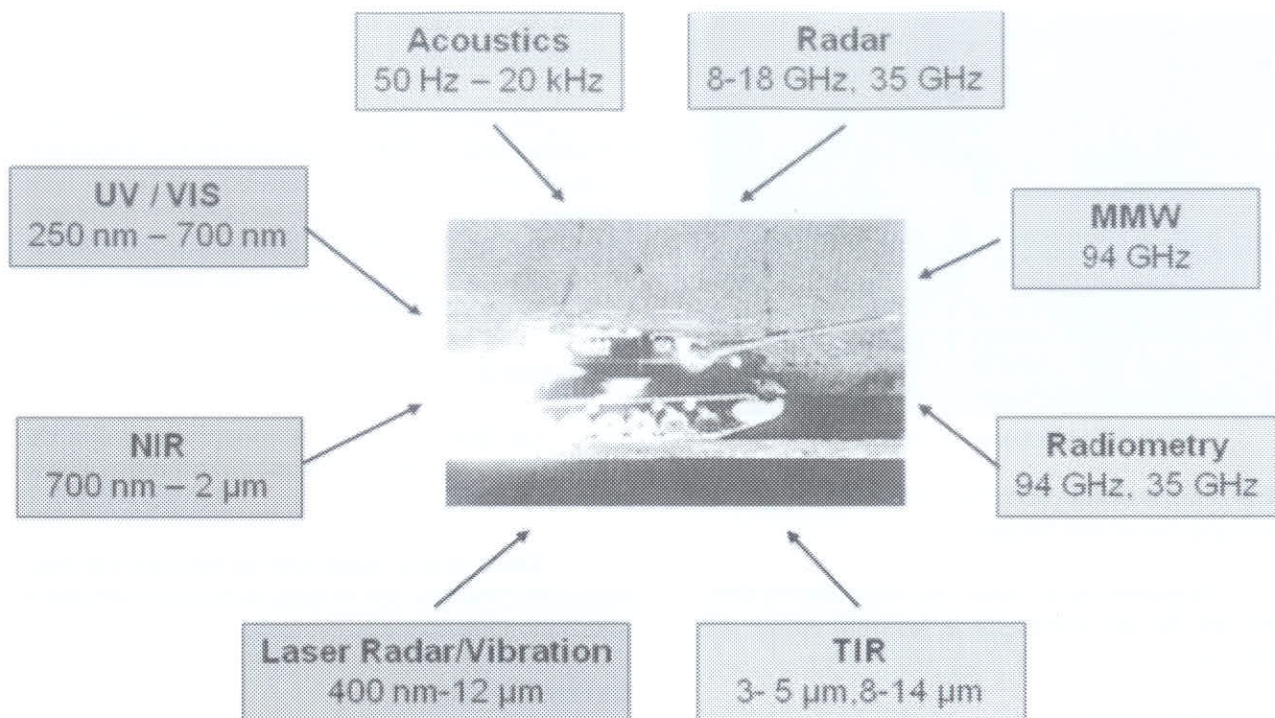 Acoustics
50 Hz – 20 kHz
Radar
8-18 GHz, 35 GHz
UV / VIS
250 nm – 700 nm
MMW
94 GHz
NIR
700 nm – 2 µm
Radiometry
94 GHz, 35 GHz
Laser Radar/Vibration
400 nm-12 µm
TIR
3- 5 µm,8-14 µm